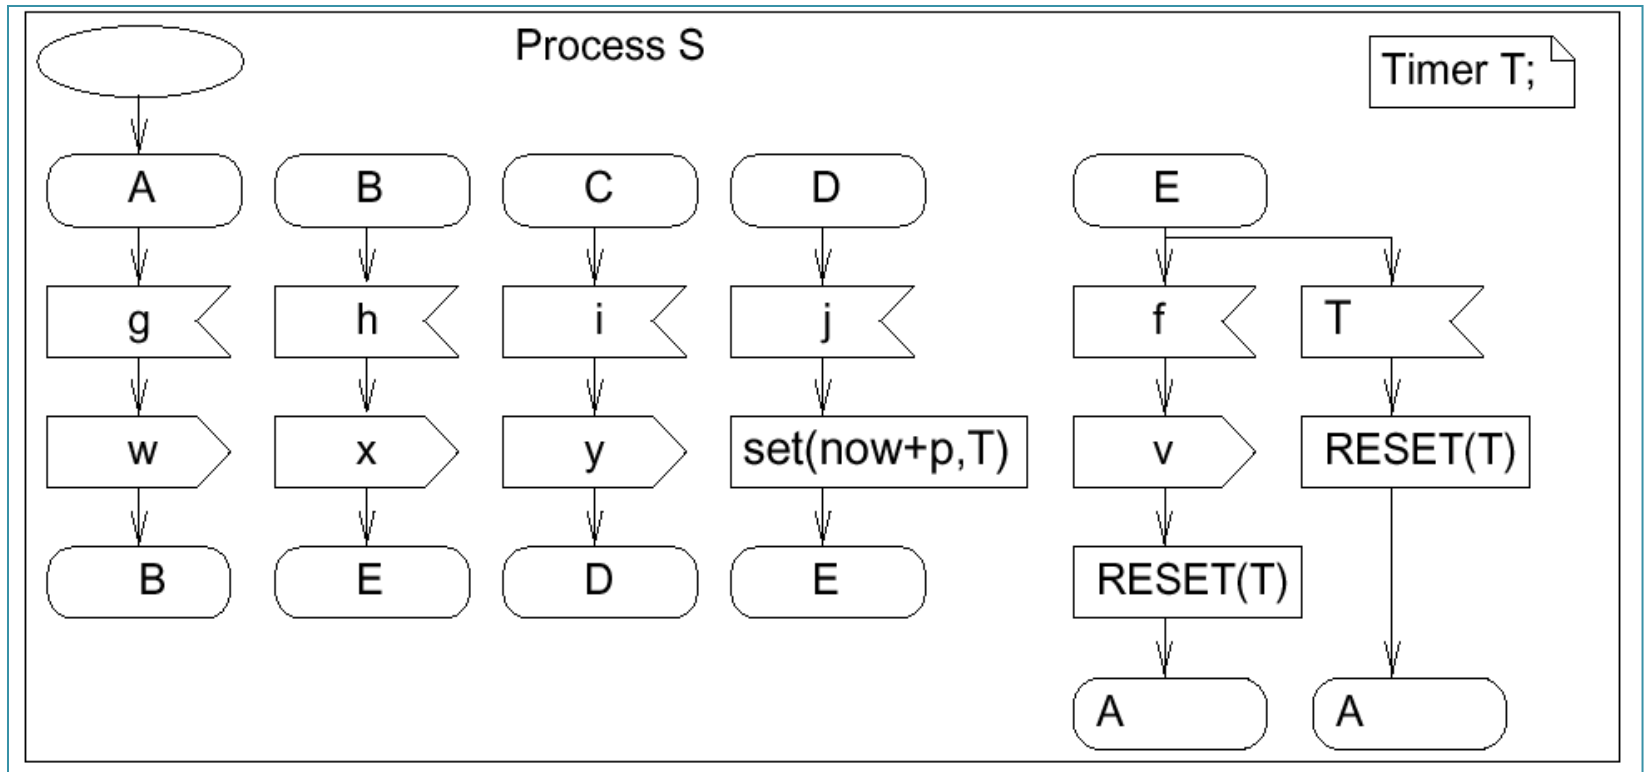 Process S
Timer T;
A
B
C
D
E
g
h
i
j
f
T
w
x
y
set(now+p,T)
v
RESET(T)
B
E
D
E
RESET(T)
A
A